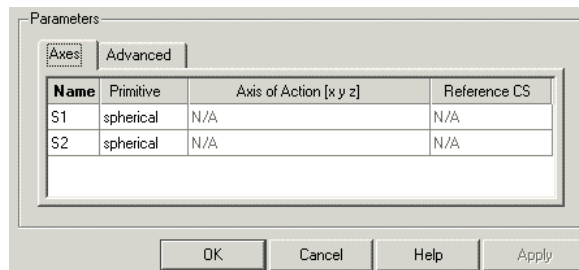 Parameters
Axes Advanced
Name Primitive Axis of Action [x y z] Reference CS
S1 spherical N/A N/A
S2 spherical N/A N/A
OK Cancel Help Apply